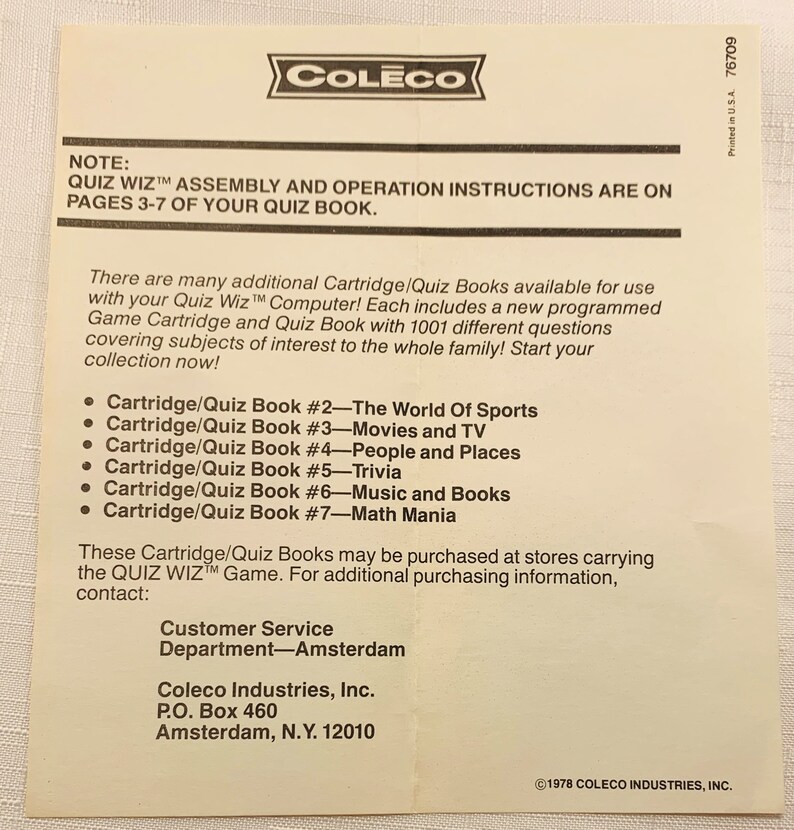 COLECO
Printed in U.S.A. 76709
NOTE:
QUIZ WIZ™ ASSEMBLY AND OPERATION INSTRUCTIONS ARE ON
PAGES 3-7 OF YOUR QUIZ BOOK.
There are many additional Cartridge/Quiz Books available for use
with your Quiz Wiz™ Computer! Each includes a new programmed
Game Cartridge and Quiz Book with 1001 different questions
covering subjects of interest to the whole family! Start your
collection now!
• Cartridge/Quiz Book #2—The World Of Sports
• Cartridge/Quiz Book #3—Movies and TV
• Cartridge/Quiz Book #4—People and Places
• Cartridge/Quiz Book #5—Trivia
• Cartridge/Quiz Book #6—Music and Books
• Cartridge/Quiz Book #7—Math Mania
These Cartridge/Quiz Books may be purchased at stores carrying
the QUIZ WIZ™ Game. For additional purchasing information,
contact:
Customer Service
Department—Amsterdam
Coleco Industries, Inc.
P.O. Box 460
Amsterdam, N.Y. 12010
©1978 COLECO INDUSTRIES, INC.